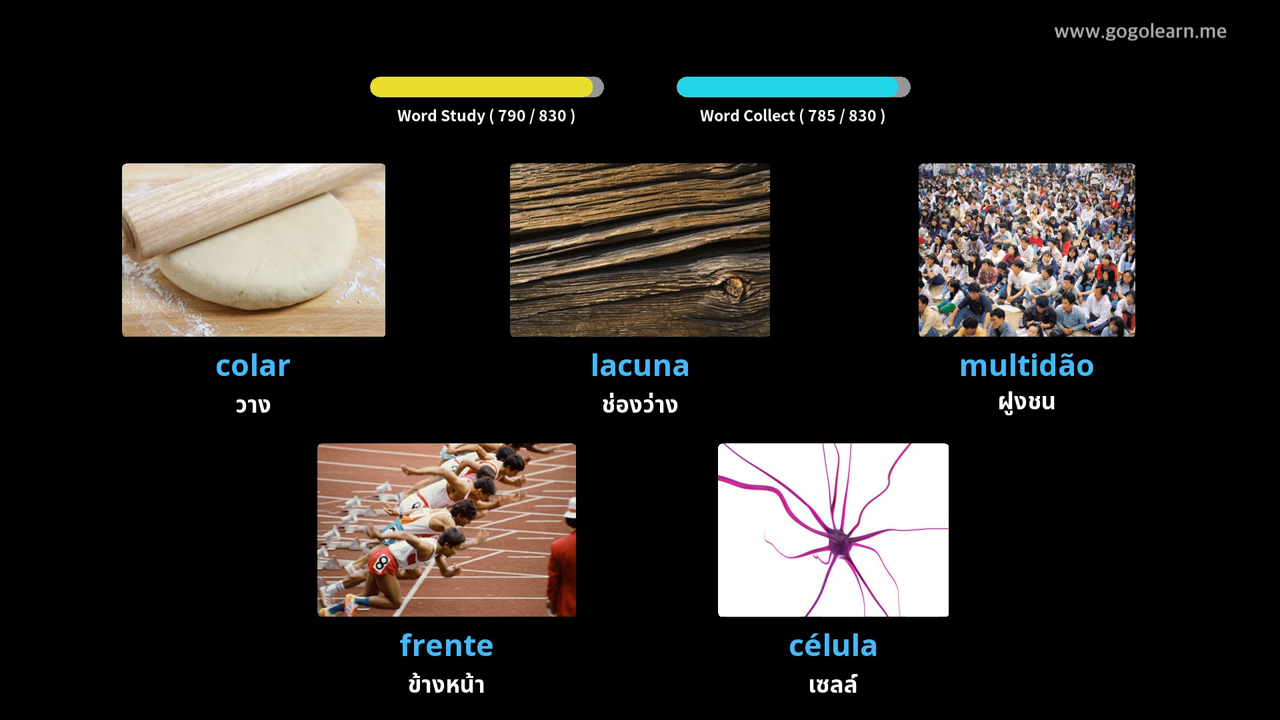 www.gogolearn.me
Word Study ( 790 / 830 )
Word Collect ( 785 / 830 )
colar
วาง
lacuna
ช่องว่าง
multidão
ฝูงชน
frente
ข้างหน้า
célula
เซลล์